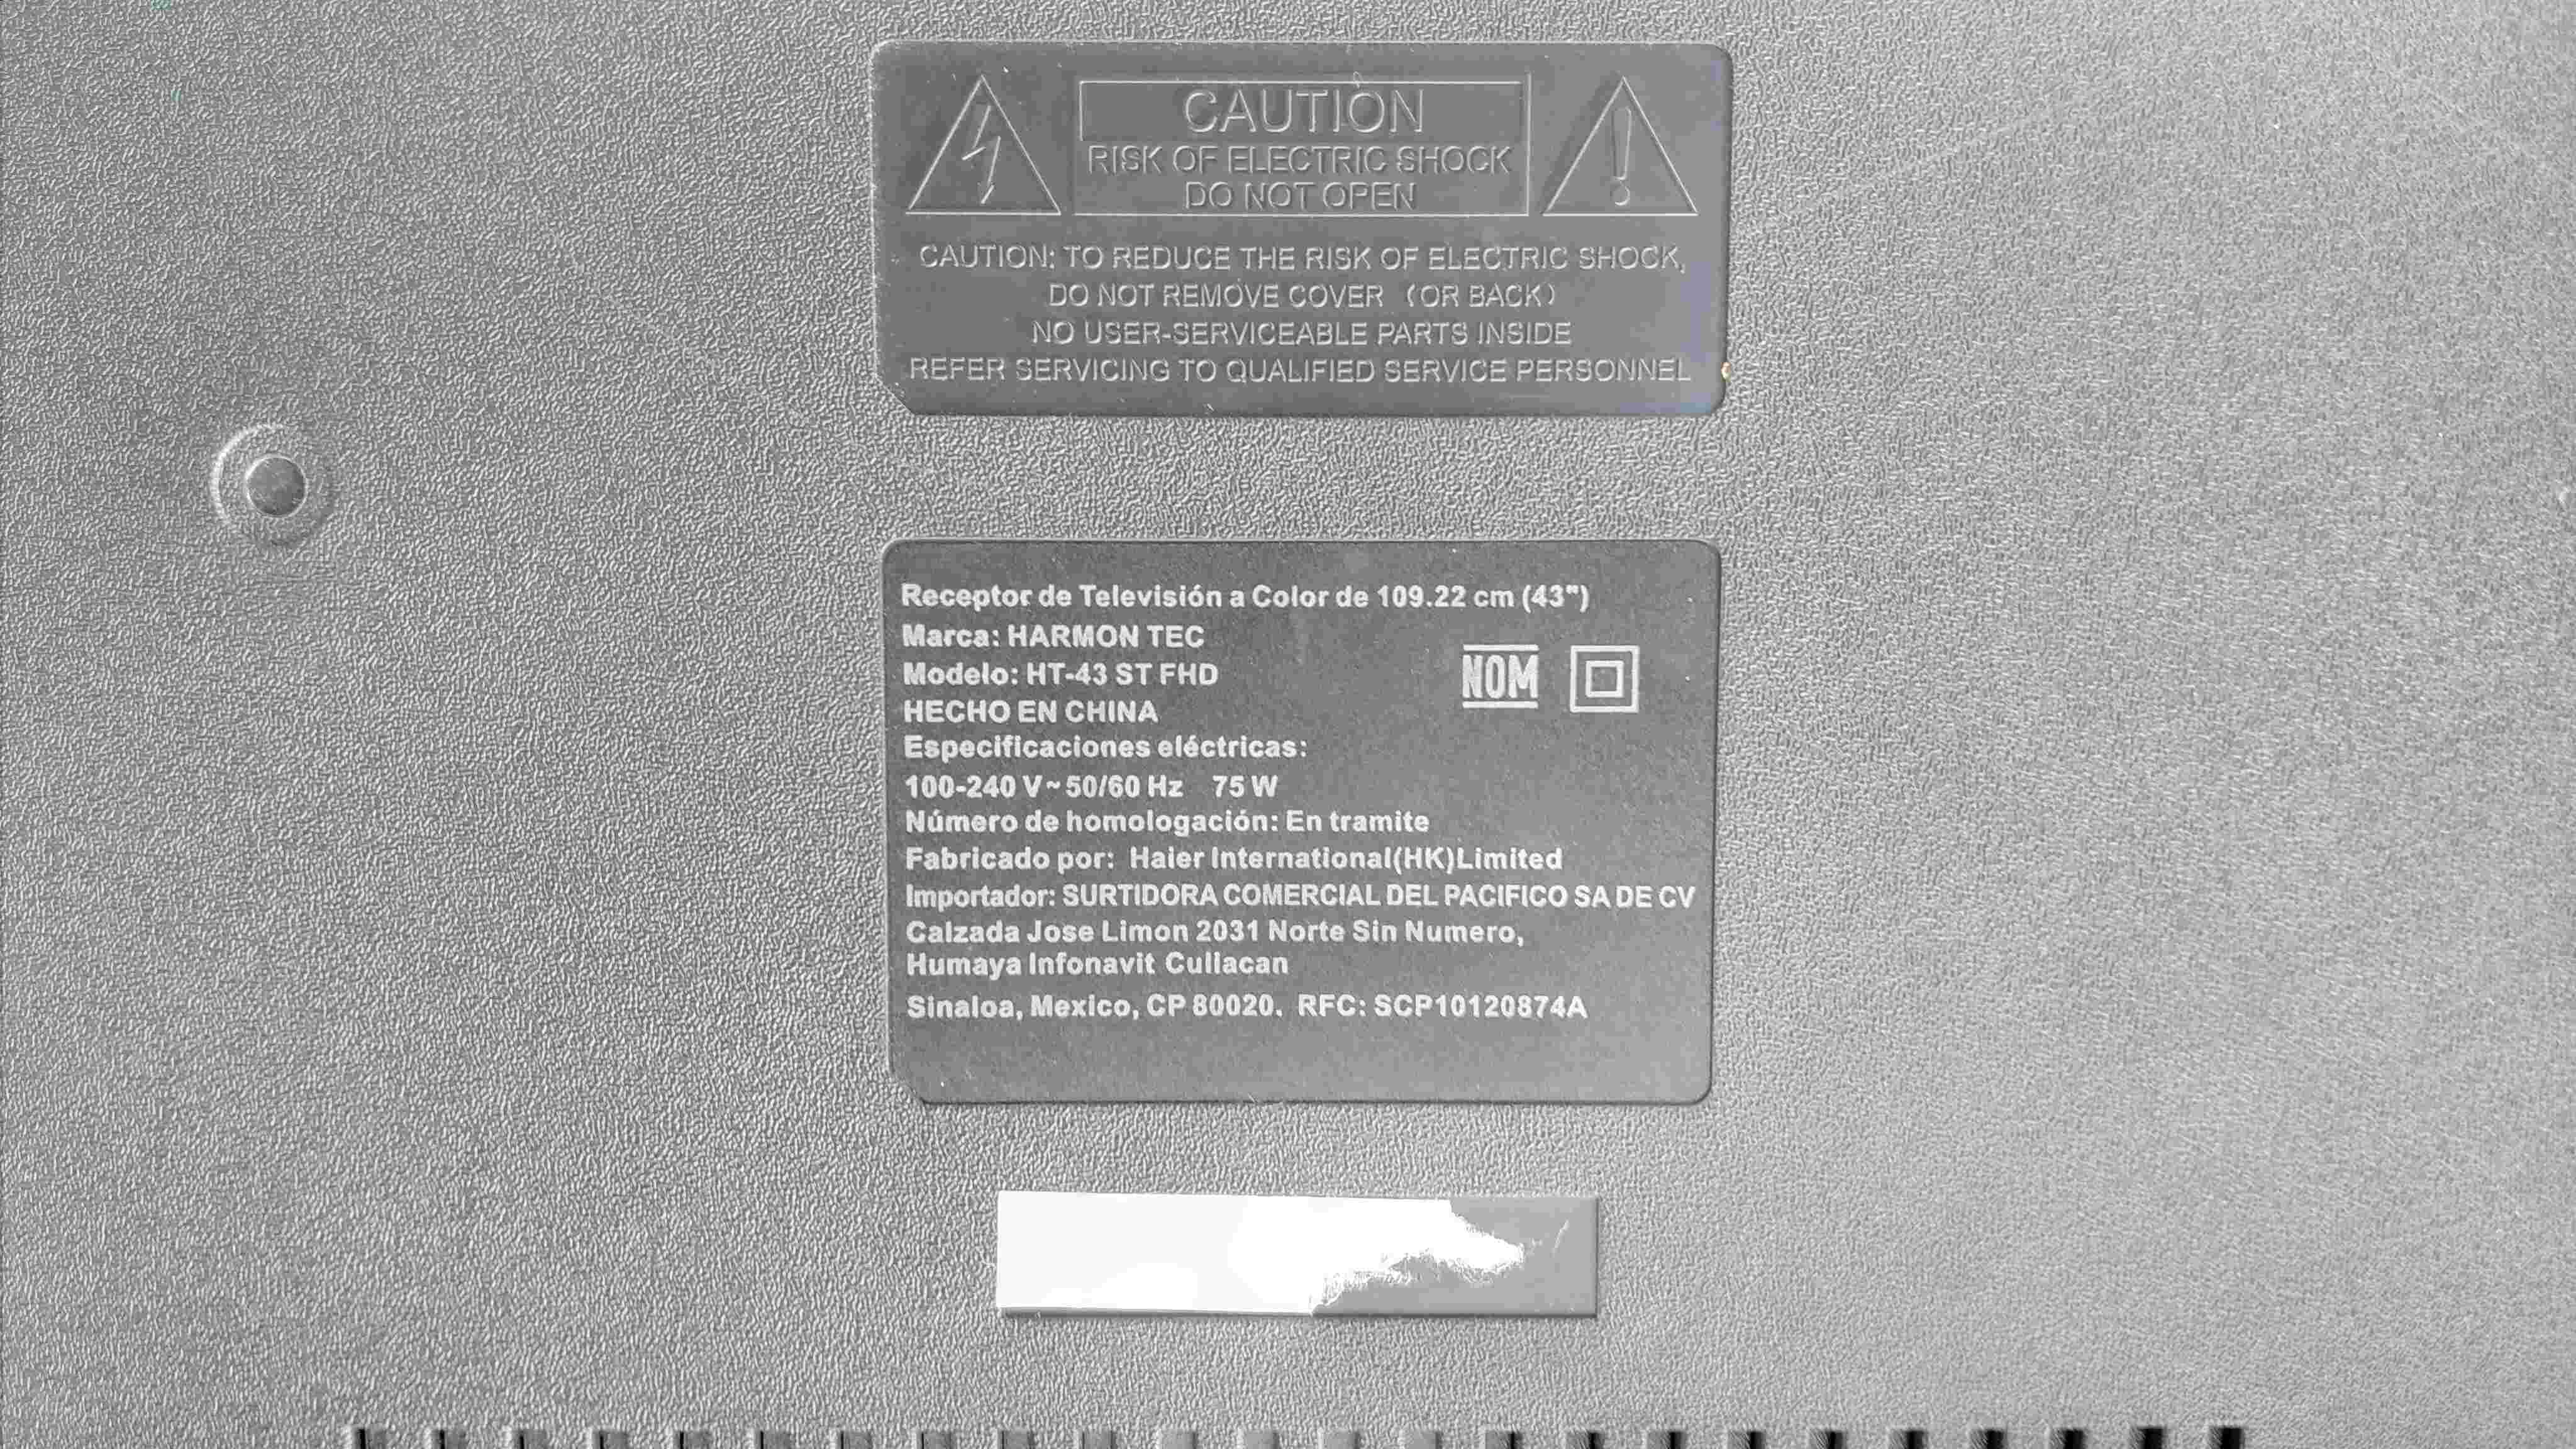 CAUTION
RISK OF ELECTRIC SHOCK
DO NOT OPEN
CAUTION: TO REDUCE THE RISK OF ELECTRIC SHOCK,
DO NOT REMOVE COVER (OR BACK)
NO USER-SERVICEABLE PARTS INSIDE
REFER SERVICING TO QUALIFIED SERVICE PERSONNEL
Receptor de Televisión a Color de 109.22 cm (43")
Marca: HARMON TEC
Modelo: HT-43 ST FHD
NOM
HECHO EN CHINA
Especificaciones eléctricas:
100-240 V~50/60 Hz 75 W
Número de homologación: En tramite
Fabricado por: Haier International(HK)Limited
Importador: SURTIDORA COMERCIAL DEL PACIFICO SA DE CV
Calzada Jose Limon 2031 Norte Sin Numero,
Humaya Infonavit Culiacan
Sinaloa, Mexico, CP 80020. RFC: SCP10120874A